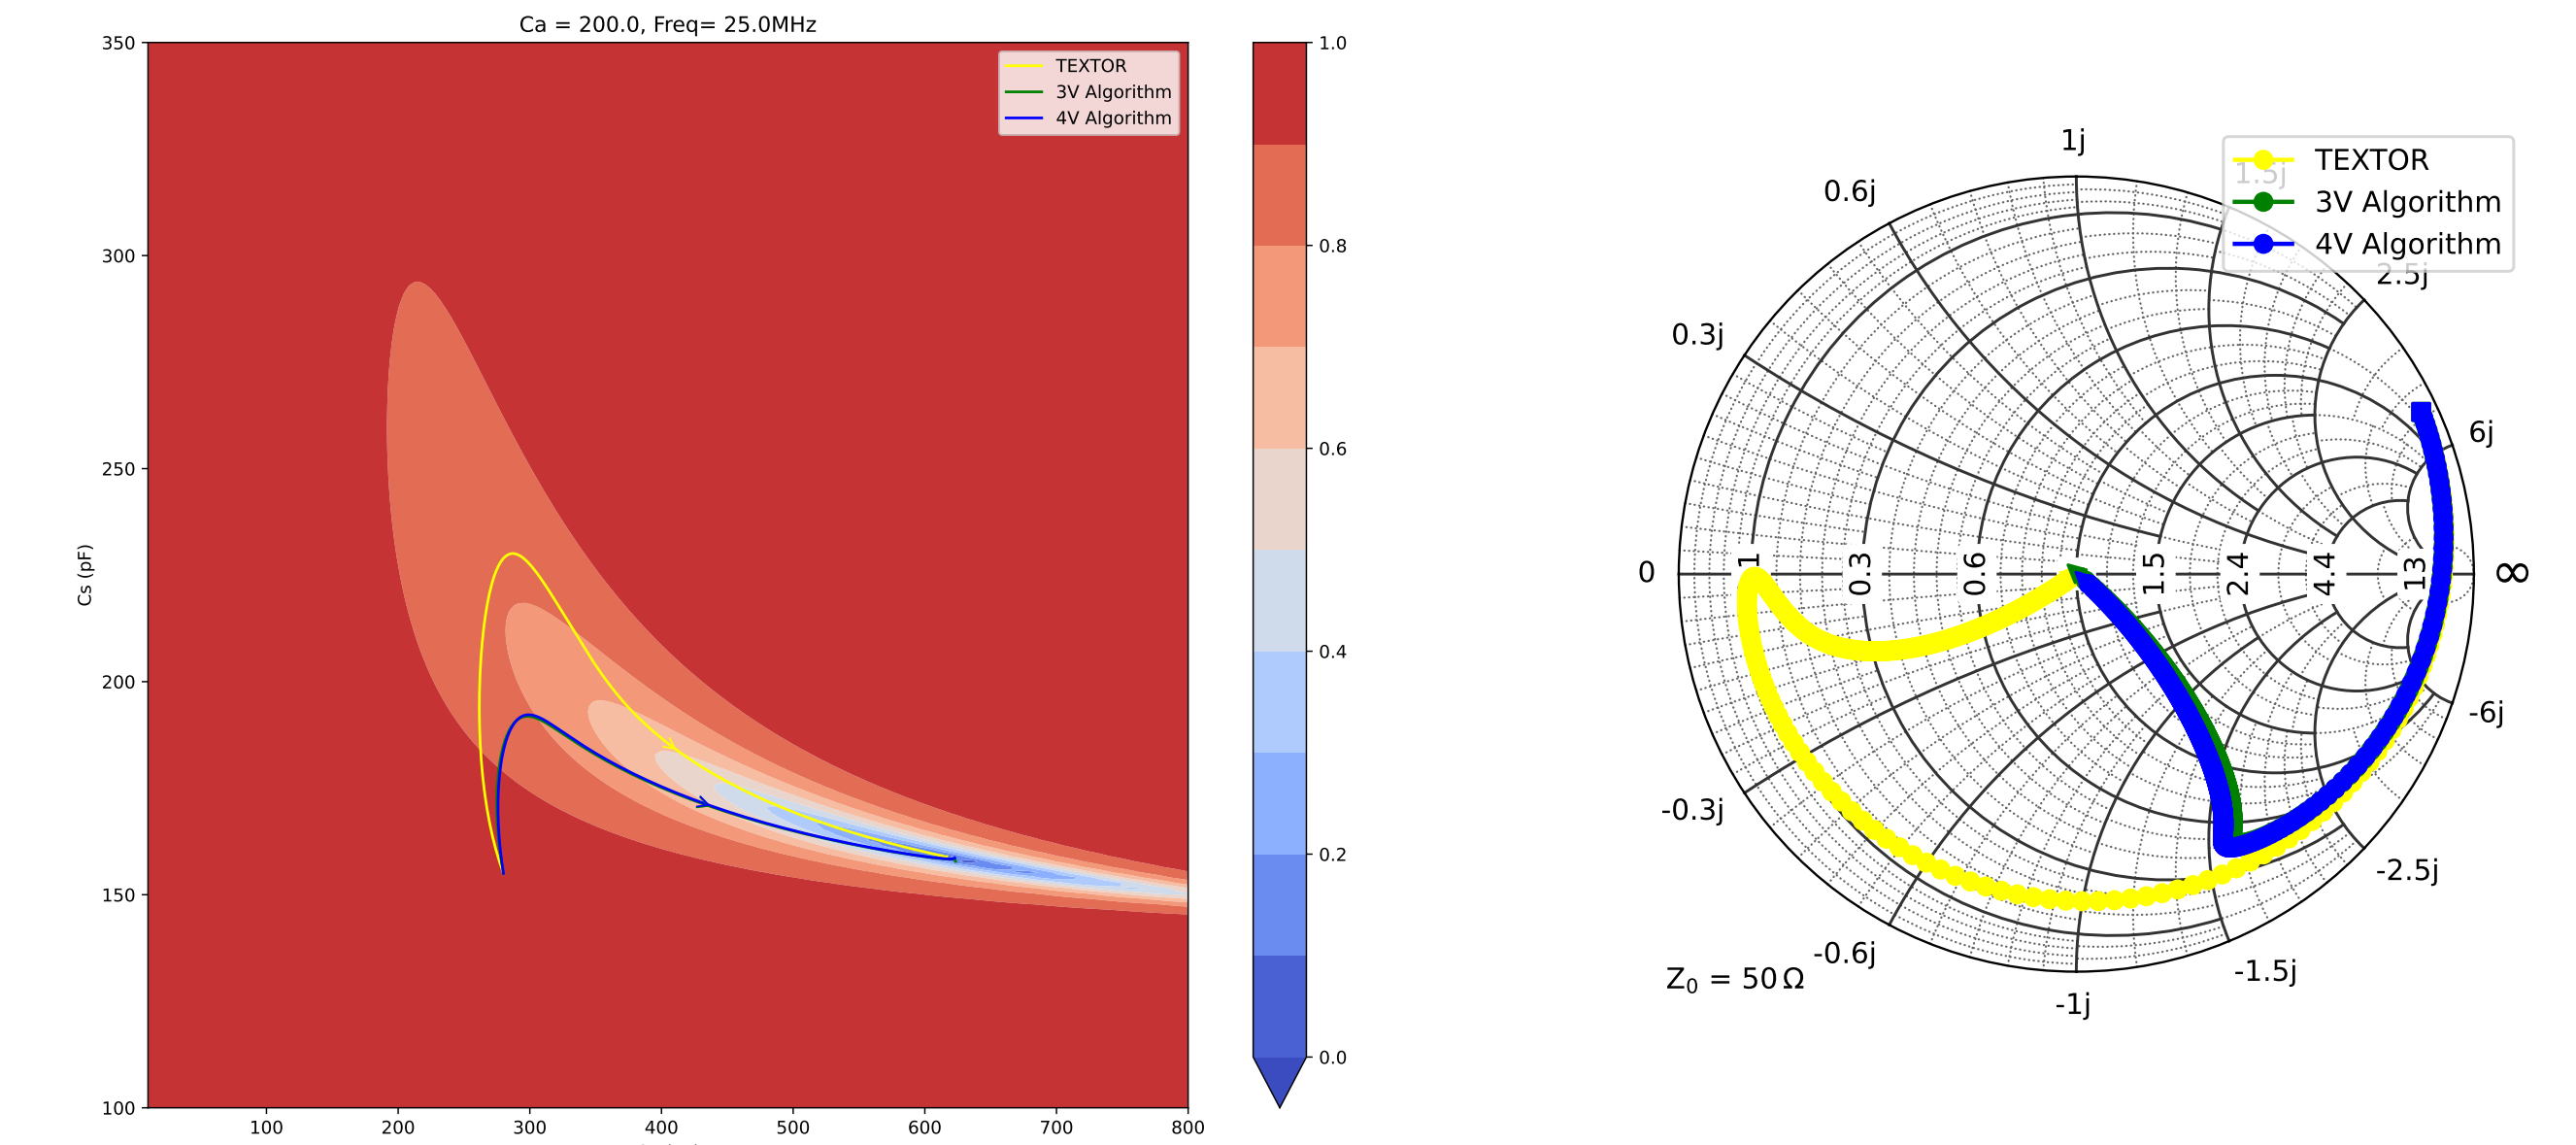 Ca = 200.0, Freq= 25.0MHz
350
300
250
200
150
100
Cs (pF)
100
200
300
400
500
600
700
800
TEXTOR
3V Algorithm
4V Algorithm
1.0
0.8
0.6
0.4
0.2
0.0
TEXTOR
3V Algorithm
4V Algorithm
1j
0.6j
0.3j
0
-0.3j
-0.6j
-1j
-1.5j
-2.5j
-6j
∞
6j
2.5j
1.5j
0.3
0.6
1.5
2.4
4.4
13
Z0 = 50 Ω